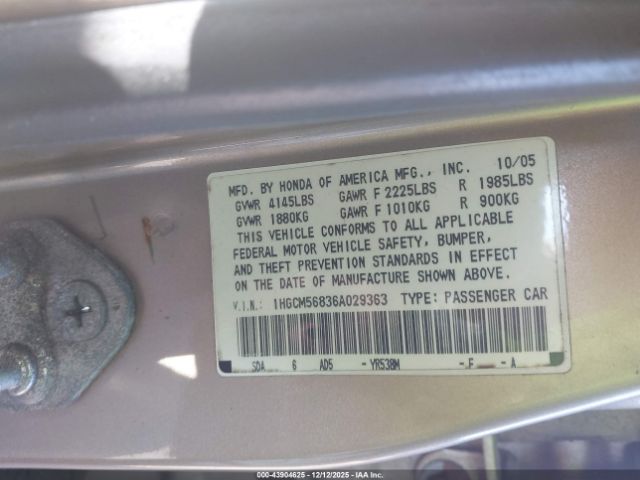 MFD. BY HONDA OF AMERICA MFG., INC. 10/05
GVWR 4145LBS GAWR F 2225LBS R 1985LBS
GVWR 1880KG GAWR F 1010KG R 900KG
THIS VEHICLE CONFORMS TO ALL APPLICABLE
FEDERAL MOTOR VEHICLE SAFETY, BUMPER,
AND THEFT PREVENTION STANDARDS IN EFFECT
ON THE DATE OF MANUFACTURE SHOWN ABOVE.
V.I.N.: 1HGCM56836A029363 TYPE: PASSENGER CAR
SDA 6 AD5 -YR538M -F___-A
43904625 - 12/12/2025 - IAA Inc.